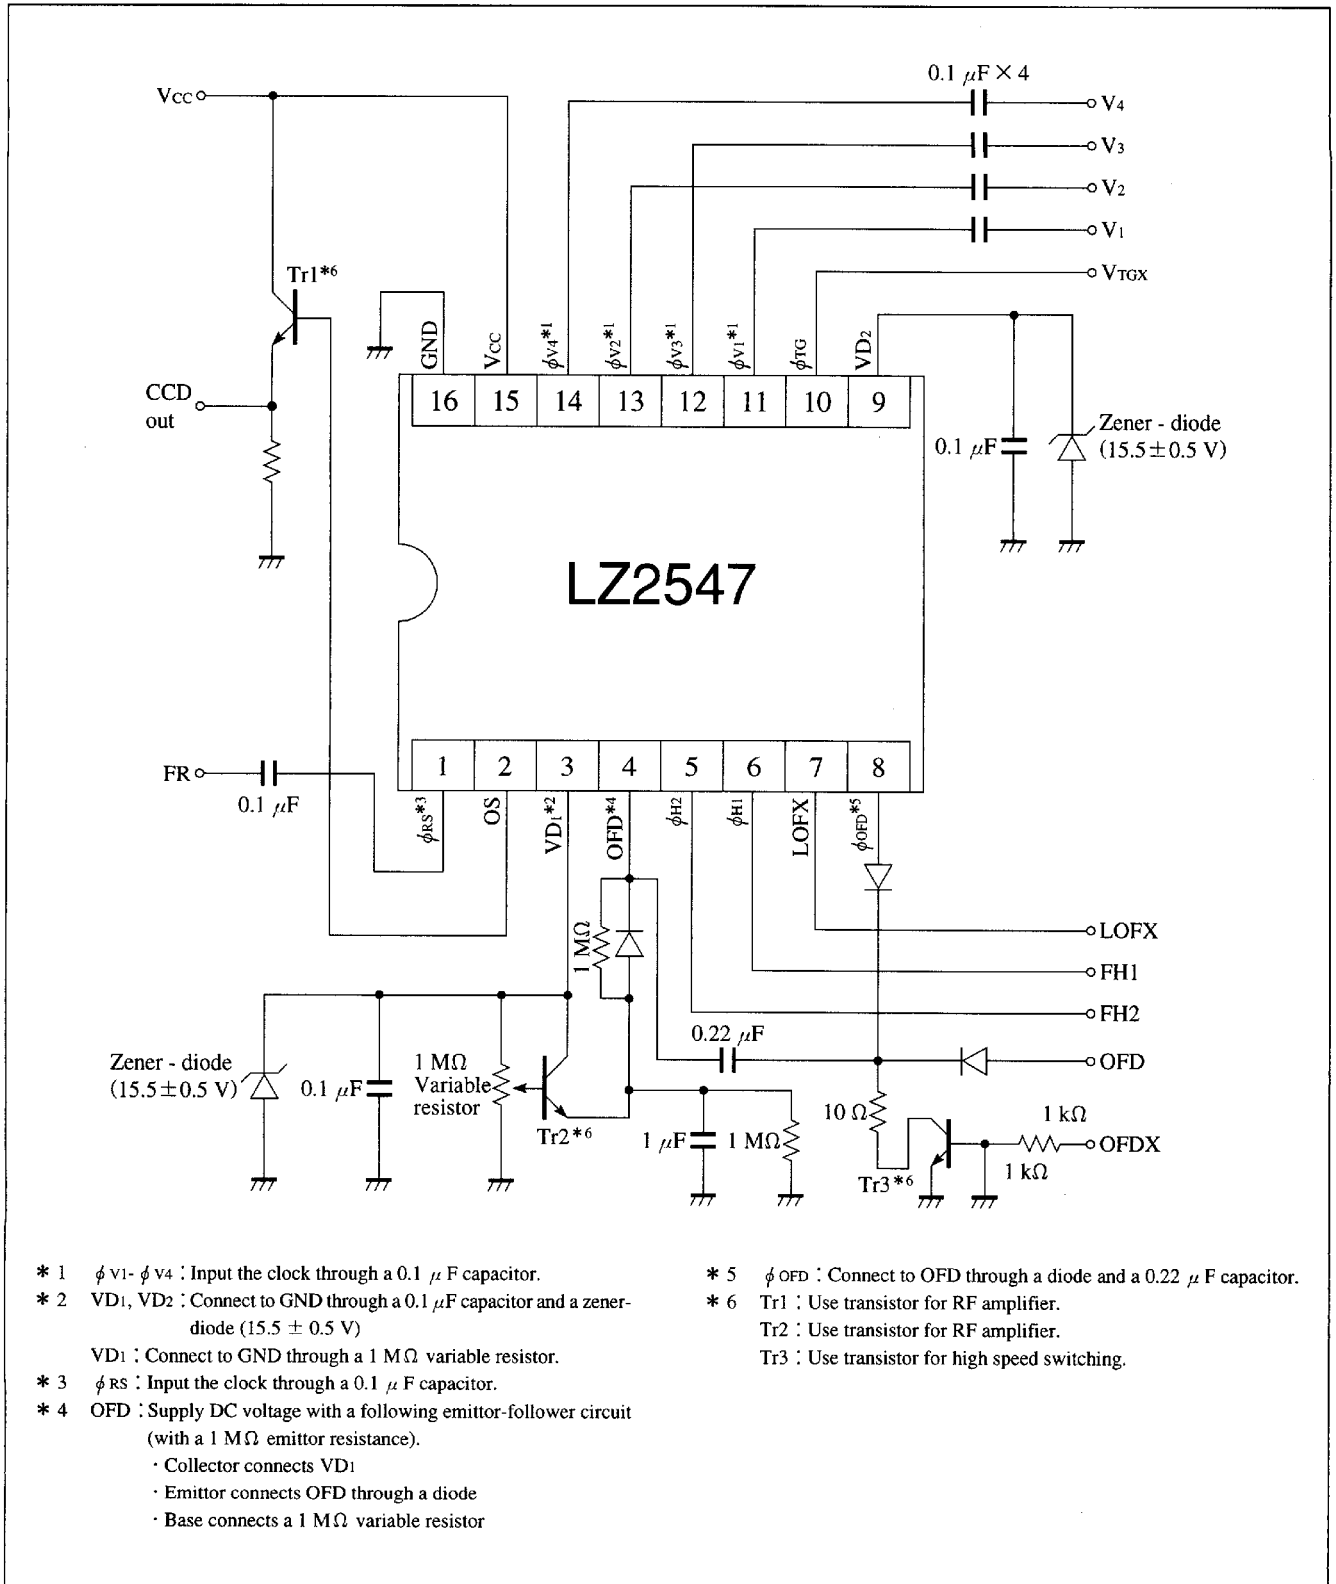 0.1 μF × 4
VCC
V4
V3
V2
V1
VTGX
Tr1*6
GND
VCC
φV4*1
φV2*1
φV3*1
φV1*1
φTG
VD2
16 15 14 13 12 11 10 9
CCD
out
0.1 μF
Zener - diode
(15.5±0.5 V)
LZ2547
1 2 3 4 5 6 7 8
FR
0.1 μF
φRS*3
OS
VD1*2
OFD*4
φH2
φH1
LOFX
φOFD*5
1 MΩ
LOFX
FH1
FH2
0.22 μF
OFD
Zener - diode
(15.5±0.5 V)
0.1 μF
1 MΩ
Variable
resistor
Tr2*6
1 μF
1 MΩ
10 Ω
1 kΩ
OFDX
1 kΩ
Tr3*6
* 1 φV1- φV4 : Input the clock through a 0.1 μF capacitor.
* 2 VD1, VD2 : Connect to GND through a 0.1 μF capacitor and a zener-
diode (15.5 ± 0.5 V)
VD1 : Connect to GND through a 1 MΩ variable resistor.
* 3 φRS : Input the clock through a 0.1 μF capacitor.
* 4 OFD : Supply DC voltage with a following emittor-follower circuit
(with a 1 MΩ emittor resistance).
· Collector connects VD1
· Emittor connects OFD through a diode
· Base connects a 1 MΩ variable resistor
* 5 φOFD : Connect to OFD through a diode and a 0.22 μF capacitor.
* 6 Tr1 : Use transistor for RF amplifier.
Tr2 : Use transistor for RF amplifier.
Tr3 : Use transistor for high speed switching.